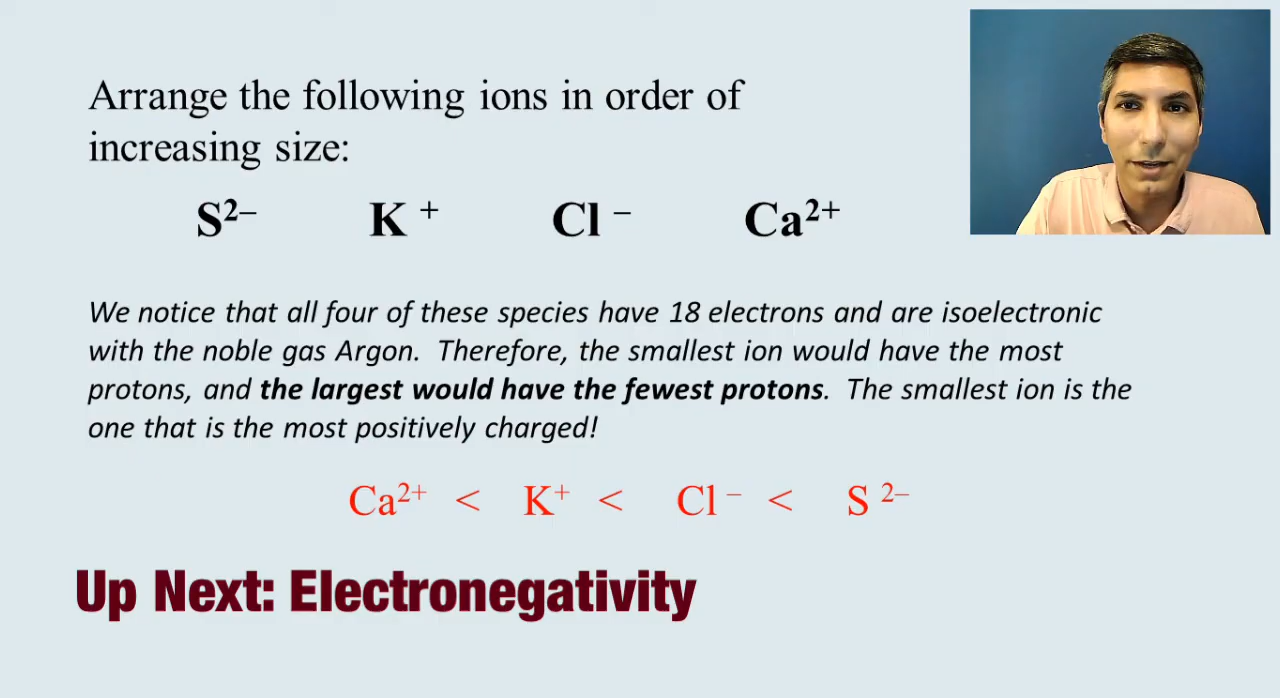 Arrange the following ions in order of
increasing size:
S²⁻ K⁺ Cl⁻ Ca²⁺
We notice that all four of these species have 18 electrons and are isoelectronic
with the noble gas Argon. Therefore, the smallest ion would have the most
protons, and the largest would have the fewest protons. The smallest ion is the
one that is the most positively charged!
Ca²⁺ < K⁺ < Cl⁻ < S²⁻
Up Next: Electronegativity